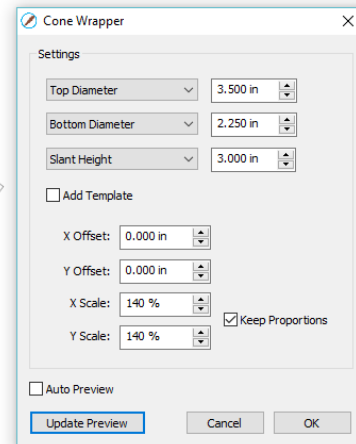 Cone Wrapper
Settings
Top Diameter 3.500 in
Bottom Diameter 2.250 in
Slant Height 3.000 in
Add Template
X Offset: 0.000 in
Y Offset: 0.000 in
X Scale: 140 %
Keep Proportions
Y Scale: 140 %
Auto Preview
Update Preview Cancel OK